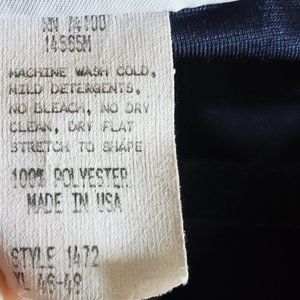 RN 74100
14565M
MACHINE WASH COLD,
MILD DETERGENTS,
NO BLEACH, NO DRY
CLEAN, DRY FLAT
STRETCH TO SHAPE
100% POLYESTER
MADE IN USA
STYLE 1472
XL 46-48